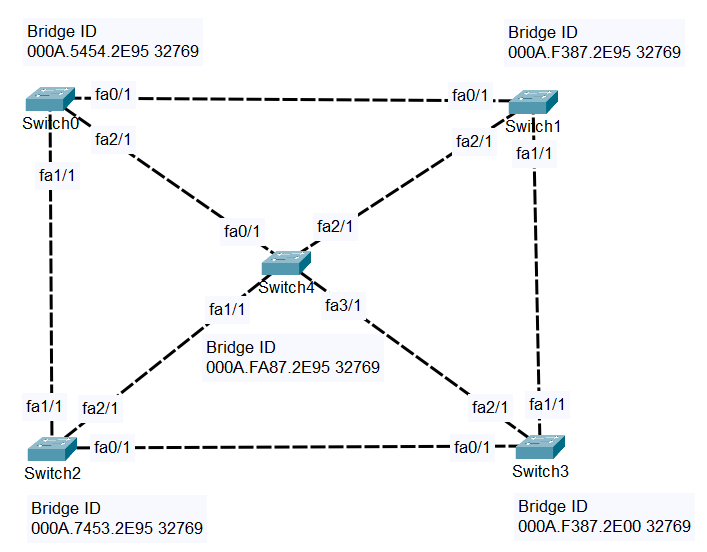 Bridge ID
000A.5454.2E95 32769
Bridge ID
000A.F387.2E95 32769
fa0/1
fa0/1
Switch0
Switch1
fa2/1
fa2/1
fa1/1
fa1/1
fa0/1
fa2/1
Switch4
fa1/1
fa3/1
Bridge ID
000A.FA87.2E95 32769
fa1/1
fa2/1
fa2/1
fa1/1
fa0/1
fa0/1
Switch2
Switch3
Bridge ID
000A.7453.2E95 32769
Bridge ID
000A.F387.2E00 32769